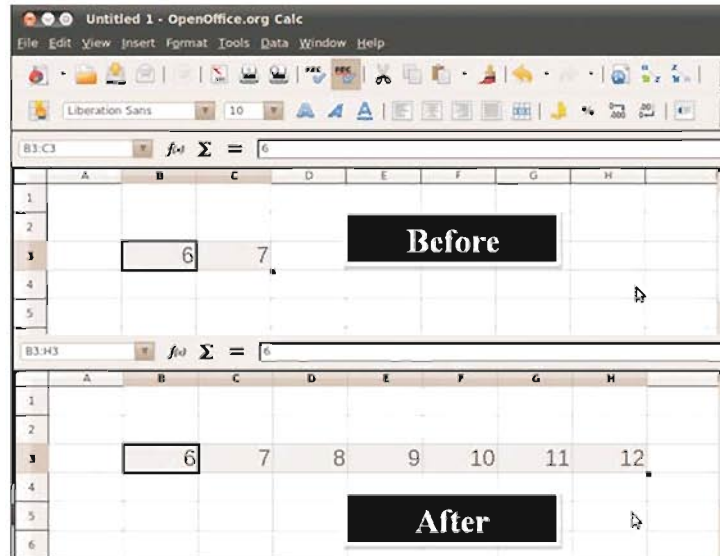 Untitled 1 - OpenOffice.org Calc
File Edit View Insert Format Tools Data Window Help
Liberation Sans 10
B3:C3 f(x) Σ = 6
A B C D E F G H
1
2
Before
3 6 7
4
5
B3:H3 f(x) Σ = 6
A B C D E F G H
1
2
3 6 7 8 9 10 11 12
4
5
After
6